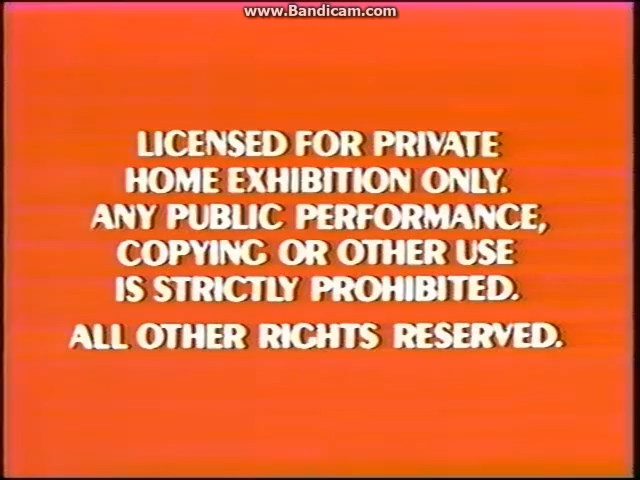 www.Bandicam.com
LICENSED FOR PRIVATE
HOME EXHIBITION ONLY.
ANY PUBLIC PERFORMANCE,
COPYING OR OTHER USE
IS STRICTLY PROHIBITED.
ALL OTHER RIGHTS RESERVED.